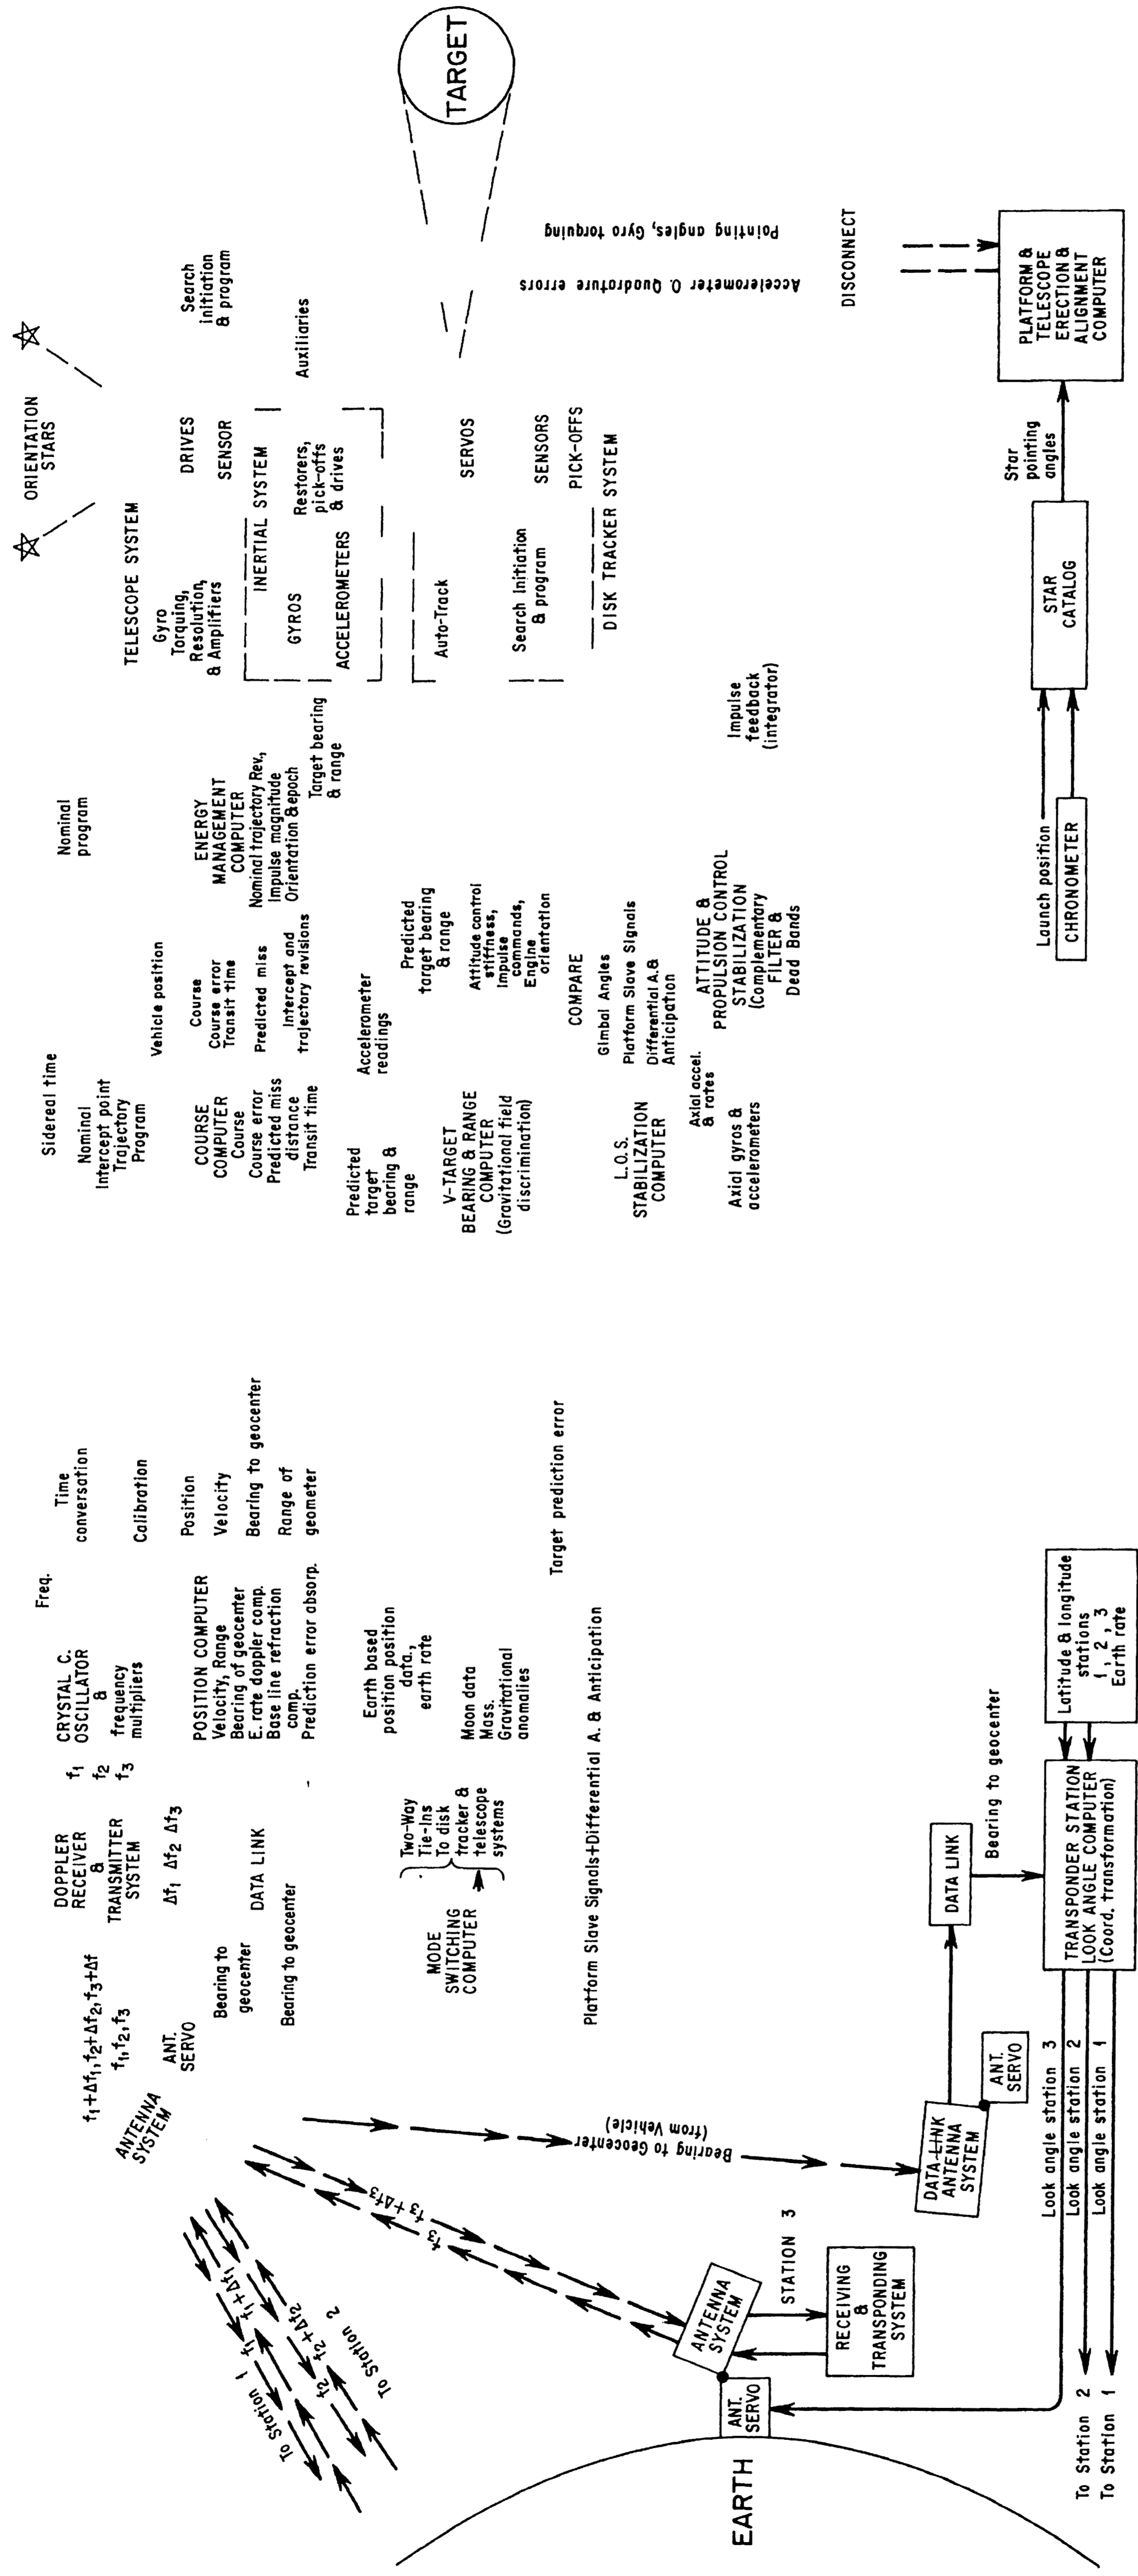 f₁+Δf₁, f₂+Δf₂, f₃+Δf
f₁, f₂, f₃
ANTENNA
SYSTEM
ANT.
SERVO
DOPPLER
RECEIVER
&
TRANSMITTER
SYSTEM
f₁
f₂
f₃
Δf₁ Δf₂ Δf₃
Freq.
CRYSTAL C.
OSCILLATOR
&
frequency
multipliers
Time
conversation
Calibration
Bearing to
geocenter
DATA LINK
Bearing to geocenter
POSITION COMPUTER
Velocity, Range
Bearing of geocenter
E. rate doppler comp.
Base line refraction
comp.
Prediction error absorp.
Position
Velocity
Bearing to geocenter
Range of
geometer
MODE
SWITCHING
COMPUTER
Two-Way
Tie-Ins
To disk
tracker &
telescope
systems
Earth based
position position
data.,
earth rate
Moon data
Mass.
Gravitational
anomalies
Target prediction error
Platform Slave Signals+Differential A. & Anticipation
Sidereal time
Nominal
Intercept point
Trajectory
Program
Nominal
program
Vehicle position
COURSE
COMPUTER
Course
Course error
Predicted miss
distance
Transit time
Course
Course error
Transit time
Predicted miss
Intercept and
trajectory revisions
ENERGY
MANAGEMENT
COMPUTER
Nominal trajectory Rev.,
Impulse magnitude
Orientation & epoch
Target bearing
& range
Accelerometer
readings
Predicted
target
bearing &
range
Predicted
target bearing
& range
V-TARGET
BEARING & RANGE
COMPUTER
(Gravitational field
discrimination)
Attitude control
stiffness,
Impulse
commands,
Engine
orientation
COMPARE
Gimbal Angles
Platform Slave Signals
Differential A.&
Anticipation
L.O.S.
STABILIZATION
COMPUTER
Axial accel.
& rates
Axial gyros &
accelerometers
ATTITUDE &
PROPULSION CONTROL
STABILIZATION
(Complementary
FILTER &
Dead Bands
Impulse
feedback
(integrator)
ORIENTATION
STARS
TELESCOPE SYSTEM
Gyro
Torquing,
Resolution,
& Amplifiers
DRIVES
SENSOR
Search
initiation
& program
INERTIAL SYSTEM
GYROS
Restorers,
pick-offs
& drives
ACCELEROMETERS
Auxiliaries
Auto-Track
SERVOS
Search Initiation
& program
SENSORS
PICK-OFFS
DISK TRACKER SYSTEM
TARGET
Pointing angles, Gyro torquing
Accelerometer O. Quadrature errors
DISCONNECT
Launch position
CHRONOMETER
STAR
CATALOG
Star
pointing
angles
PLATFORM &
TELESCOPE
ERECTION &
ALIGNMENT
COMPUTER
To Station 1
f₁
f₁+Δf₁
f₂
f₂+Δf₂
To Station 2
f₃
f₃+Δf₃
Bearing to Geocenter
(from Vehicle)
EARTH
ANT.
SERVO
ANTENNA
SYSTEM
STATION 3
RECEIVING
&
TRANSPONDING
SYSTEM
DATA-LINK
ANTENNA
SYSTEM
ANT.
SERVO
DATA LINK
Bearing to geocenter
Look angle station 3
Look angle station 2
Look angle station 1
To Station 2
To Station 1
TRANSPONDER STATION
LOOK ANGLE COMPUTER
(Coord. transformation)
Latitude & longitude
stations
1, 2, 3
Earth rate